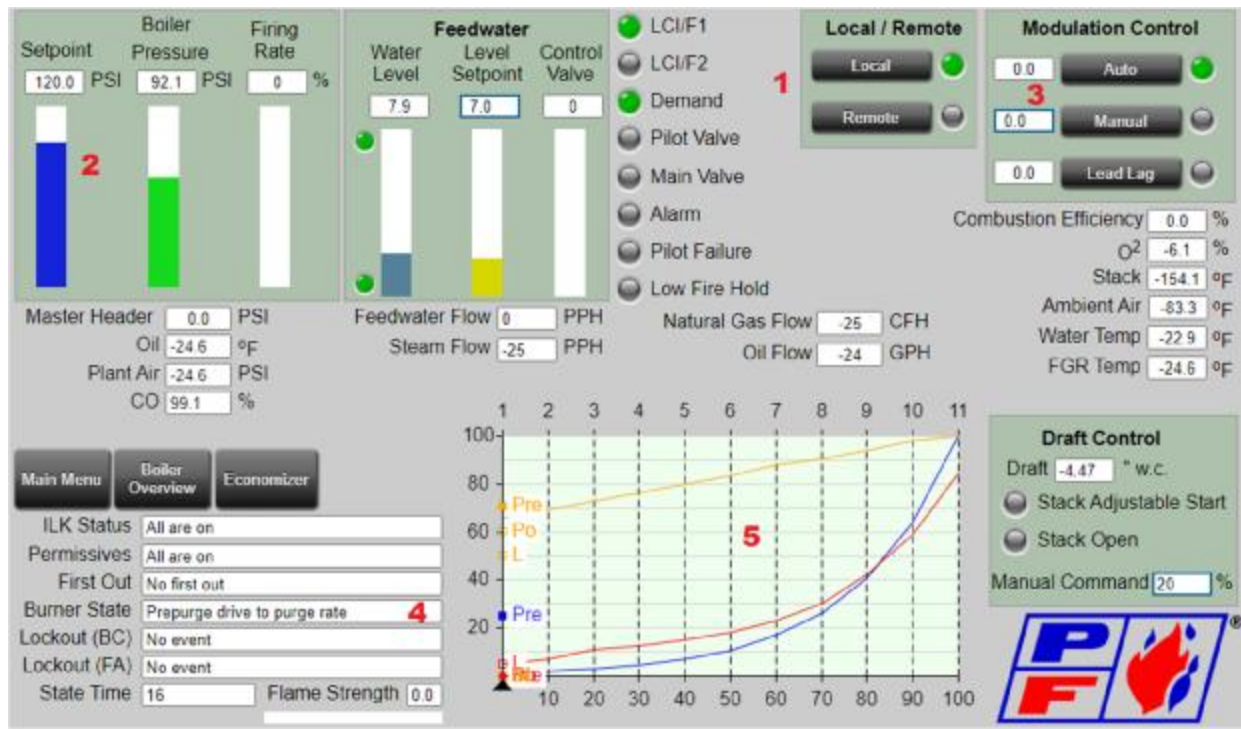 Setpoint
Boiler
Pressure
Firing
Rate
120.0 PSI
92.1 PSI
0 %
2
Feedwater
Water
Level
Level
Setpoint
Control
Valve
7.9
7.0
0
LCI/F1
LCI/F2
Demand
Pilot Valve
Main Valve
Alarm
Pilot Failure
Low Fire Hold
1
Local / Remote
Local
Remote
Modulation Control
0.0 Auto
3
0.0 Manual
0.0 Lead Lag
Master Header 0.0 PSI
Oil -24.6 ºF
Plant Air -24.6 PSI
CO 99.1 %
Feedwater Flow 0 PPH
Steam Flow -25 PPH
Natural Gas Flow -25 CFH
Oil Flow -24 GPH
Combustion Efficiency 0.0 %
O² -6.1 %
Stack -154.1 ºF
Ambient Air -83.3 ºF
Water Temp -22.9 ºF
FGR Temp -24.6 ºF
Main Menu
Boiler
Overview
Economizer
ILK Status All are on
Permissives All are on
First Out No first out
Burner State Prepurge drive to purge rate 4
Lockout (BC) No event
Lockout (FA) No event
State Time 16 Flame Strength 0.0
1 2 3 4 5 6 7 8 9 10 11
100
80
60
40
20
Pre
Po
L
Pre
L
5
10 20 30 40 50 60 70 80 90 100
Draft Control
Draft -4.47 " w.c.
Stack Adjustable Start
Stack Open
Manual Command 20 %
P
F
®